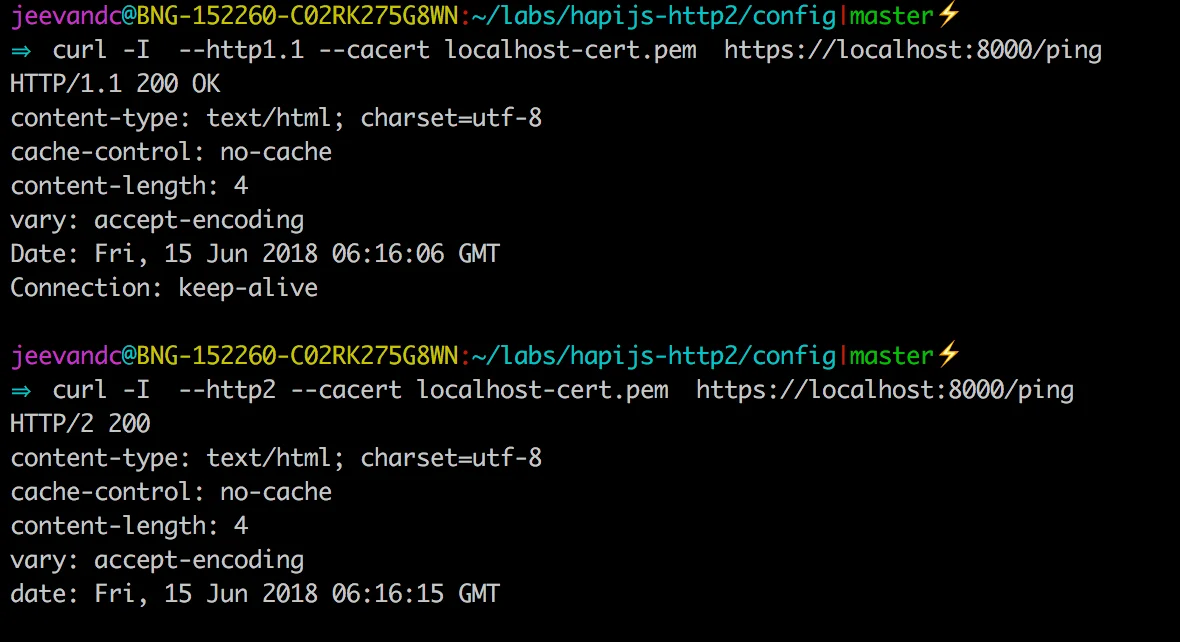 jeevandc@BNG-152260-C02RK275G8WN:~/labs/hapijs-http2/config|master⚡
⇒  curl -I  --http1.1 --cacert localhost-cert.pem  https://localhost:8000/ping
HTTP/1.1 200 OK
content-type: text/html; charset=utf-8
cache-control: no-cache
content-length: 4
vary: accept-encoding
Date: Fri, 15 Jun 2018 06:16:06 GMT
Connection: keep-alive
jeevandc@BNG-152260-C02RK275G8WN:~/labs/hapijs-http2/config|master⚡
⇒  curl -I  --http2 --cacert localhost-cert.pem  https://localhost:8000/ping
HTTP/2 200
content-type: text/html; charset=utf-8
cache-control: no-cache
content-length: 4
vary: accept-encoding
date: Fri, 15 Jun 2018 06:16:15 GMT